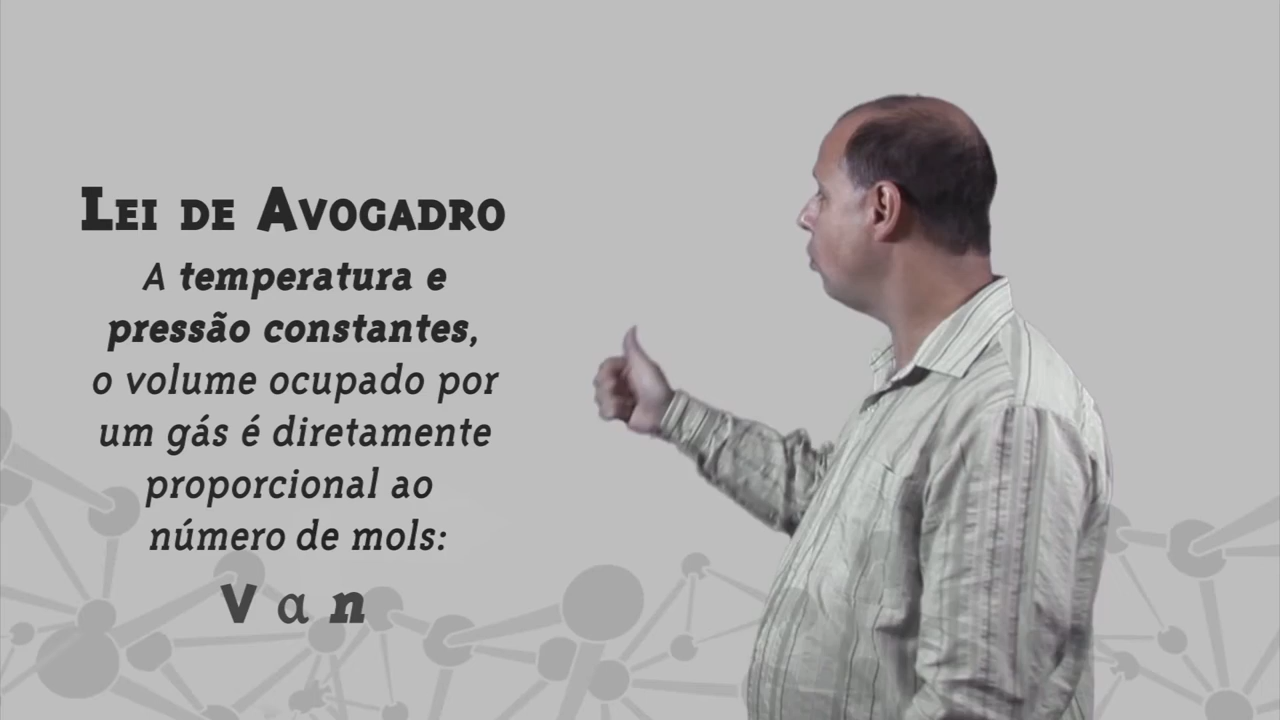 Lei de Avogadro
A temperatura e
pressão constantes,
o volume ocupado por
um gás é diretamente
proporcional ao
número de mols:
V α n